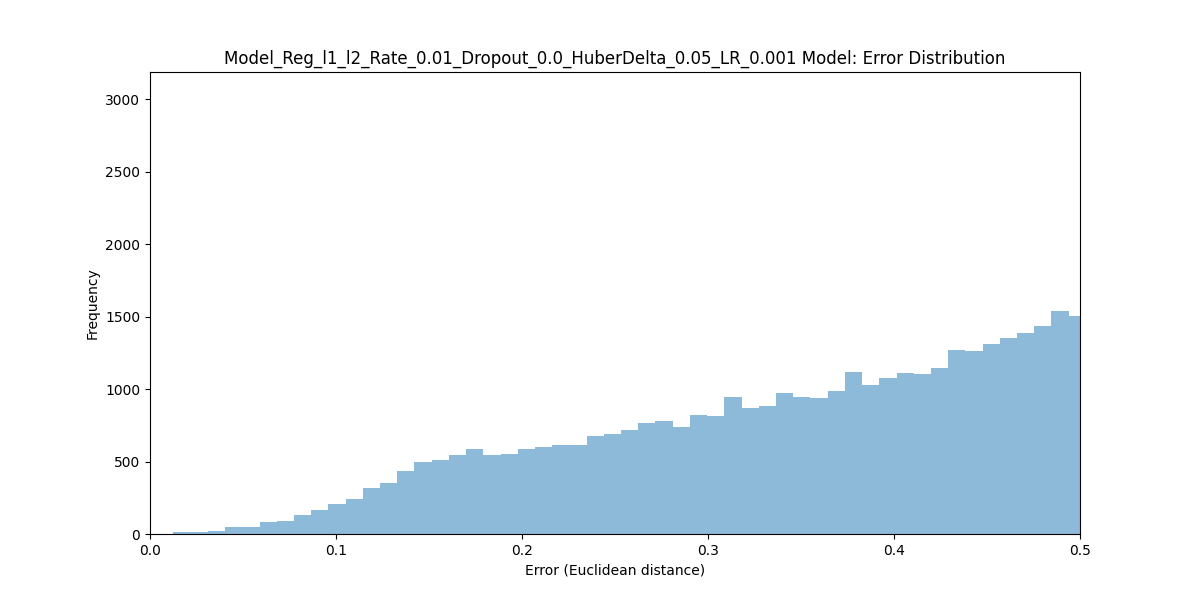 Model_Reg_l1_l2_Rate_0.01_Dropout_0.0_HuberDelta_0.05_LR_0.001 Model: Error Distribution
3000
2500
2000
1500
1000
500
0
Frequency
0.0 0.1 0.2 0.3 0.4 0.5
Error (Euclidean distance)